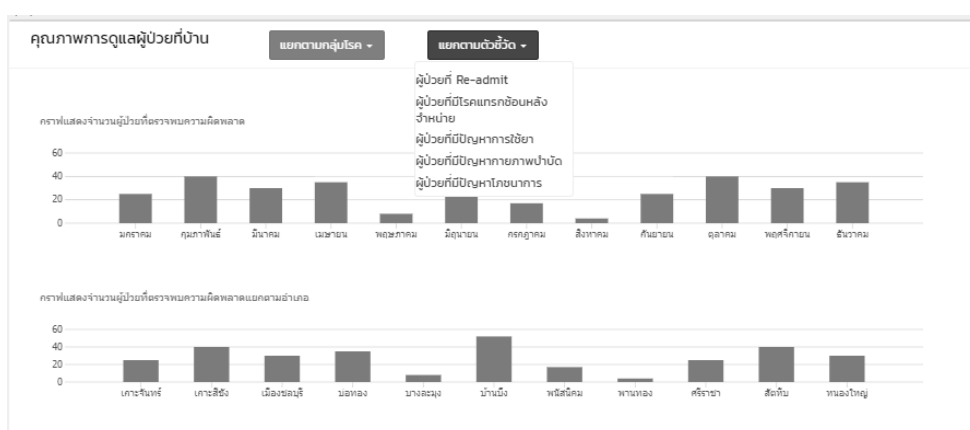 คุณภาพการดูแลผู้ป่วยที่บ้าน
แยกตามกลุ่มโรค
แยกตามตัวชี้วัด
ผู้ป่วยที่ Re-admit
ผู้ป่วยที่มีโรคแทรกซ้อนหลัง
จำหน่าย
ผู้ป่วยที่มีปัญหาการใช้ยา
ผู้ป่วยที่มีปัญหากายภาพบำบัด
ผู้ป่วยที่มีปัญหาโภชนาการ
กราฟแสดงจำนวนผู้ป่วยที่ตรวจพบความผิดพลาด
60
40
20
0
มกราคม กุมภาพันธ์ มีนาคม เมษายน พฤษภาคม มิถุนายน กรกฎาคม สิงหาคม กันยายน ตุลาคม พฤศจิกายน ธันวาคม
กราฟแสดงจำนวนผู้ป่วยที่ตรวจพบความผิดพลาดแยกตามอำเภอ
60
40
20
0
เกาะจันทร์ เกาะสีชัง เมืองชลบุรี บ่อทอง บางละมุง บ้านบึง พนัสนิคม พานทอง ศรีราชา สัตหีบ หนองใหญ่